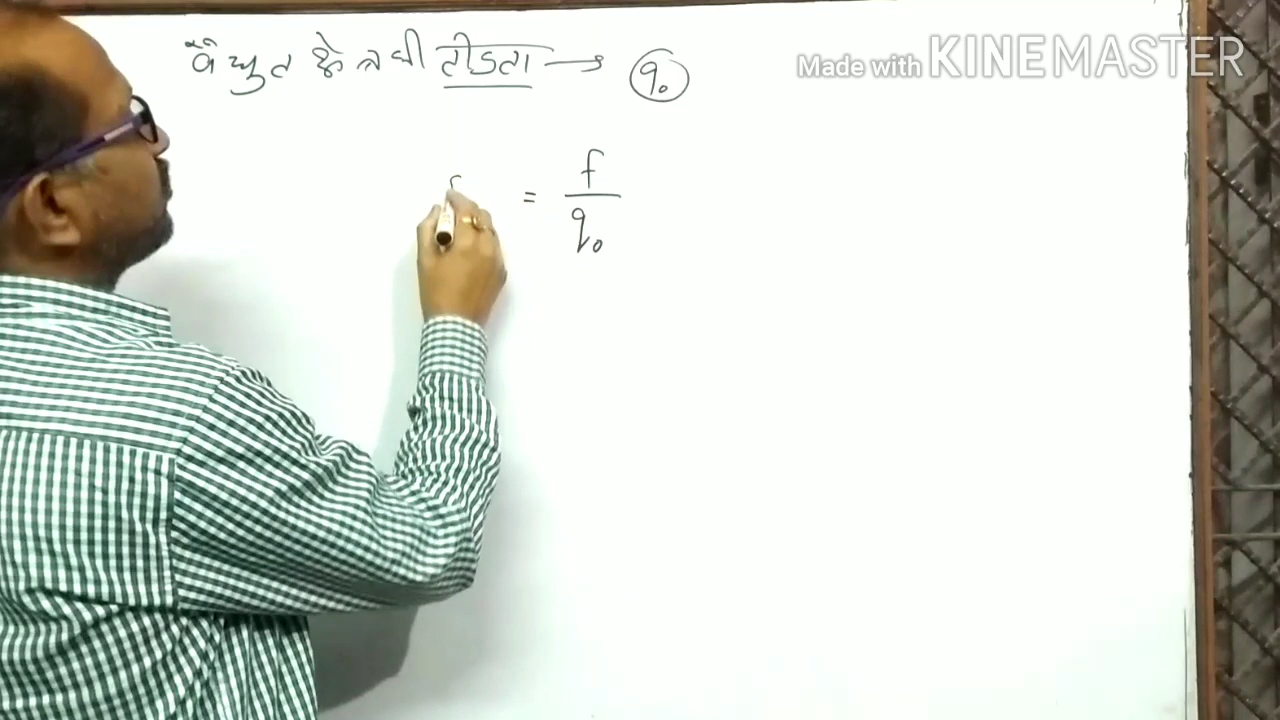 वैद्युत क्षेत्र की तीव्रता → q₀
Made with KINEMASTER
= f / q₀